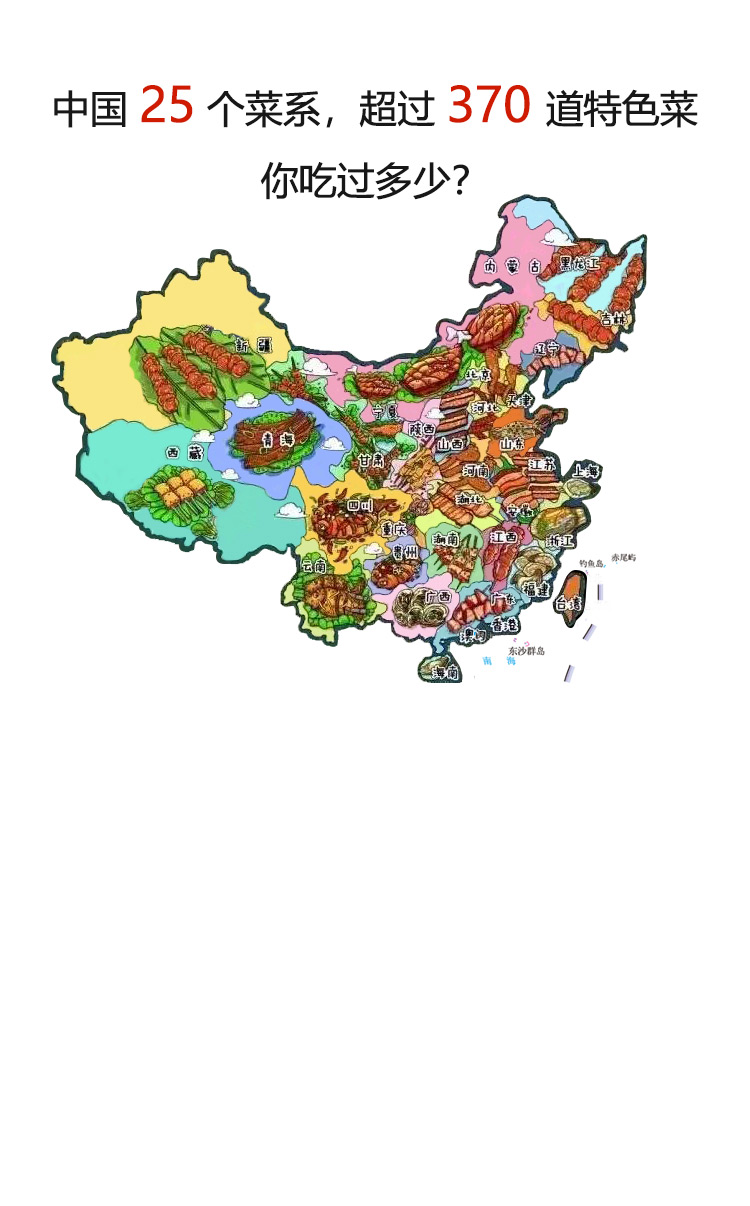 中国 25 个菜系，超过 370 道特色菜
你吃过多少？
内蒙古
黑龙江
吉林
辽宁
新疆
北京
天津
宁夏
河北
陕西
山西
山东
青海
西藏
甘肃
河南
江苏
上海
湖北
安徽
四川
重庆
浙江
湖南
江西
贵州
云南
钓鱼岛
赤尾屿
福建
台湾
广西
广东
香港
澳门
东沙群岛
南海
海南